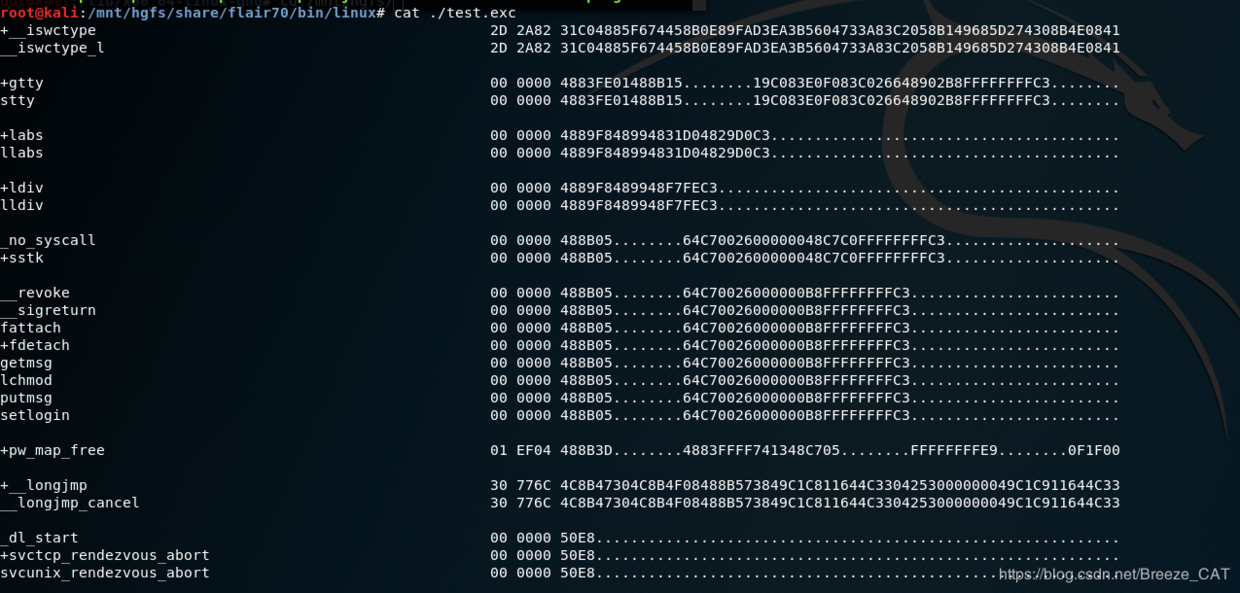 root@kali:/mnt/hgfs/share/flair70/bin/linux# cat ./test.exc
+__iswctype 2D 2A82 31C04885F674458B0E89FAD3EA3B5604733A83C2058B149685D274308B4E0841
__iswctype_l 2D 2A82 31C04885F674458B0E89FAD3EA3B5604733A83C2058B149685D274308B4E0841
+gtty 00 0000 4883FE01488B15........19C083E0F083C026648902B8FFFFFFFFC3........
stty 00 0000 4883FE01488B15........19C083E0F083C026648902B8FFFFFFFFC3........
+labs 00 0000 4889F848994831D04829D0C3........................................
llabs 00 0000 4889F848994831D04829D0C3........................................
+ldiv 00 0000 4889F8489948F7FEC3..............................................
lldiv 00 0000 4889F8489948F7FEC3..............................................
_no_syscall 00 0000 488B05........64C7002600000048C7C0FFFFFFFFC3....................
+sstk 00 0000 488B05........64C7002600000048C7C0FFFFFFFFC3....................
__revoke 00 0000 488B05........64C70026000000B8FFFFFFFFC3........................
__sigreturn 00 0000 488B05........64C70026000000B8FFFFFFFFC3........................
fattach 00 0000 488B05........64C70026000000B8FFFFFFFFC3........................
+fdetach 00 0000 488B05........64C70026000000B8FFFFFFFFC3........................
getmsg 00 0000 488B05........64C70026000000B8FFFFFFFFC3........................
lchmod 00 0000 488B05........64C70026000000B8FFFFFFFFC3........................
putmsg 00 0000 488B05........64C70026000000B8FFFFFFFFC3........................
setlogin 00 0000 488B05........64C70026000000B8FFFFFFFFC3........................
+pw_map_free 01 EF04 488B3D........4883FFFF741348C705........FFFFFFFFE9........0F1F00
+__longjmp 30 776C 4C8B47304C8B4F08488B573849C1C811644C3304253000000049C1C911644C33
__longjmp_cancel 30 776C 4C8B47304C8B4F08488B573849C1C811644C3304253000000049C1C911644C33
_dl_start 00 0000 50E8............................................................
+svctcp_rendezvous_abort 00 0000 50E8............................................................
svcunix_rendezvous_abort 00 0000 50E8............................................................
https://blog.csdn.net/Breeze_CAT